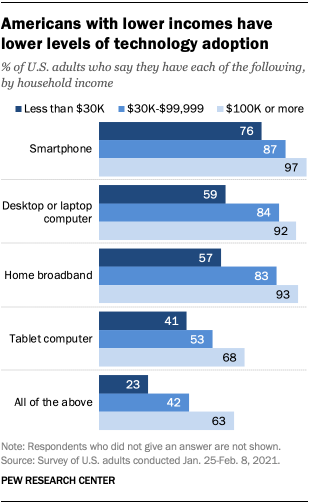 Americans with lower incomes have
lower levels of technology adoption
% of U.S. adults who say they have each of the following,
by household income
Less than $30K $30K-$99,999 $100K or more
Smartphone
76
87
97
Desktop or laptop
computer
59
84
92
Home broadband
57
83
93
Tablet computer
41
53
68
All of the above
23
42
63
Note: Respondents who did not give an answer are not shown.
Source: Survey of U.S. adults conducted Jan. 25-Feb. 8, 2021.
PEW RESEARCH CENTER